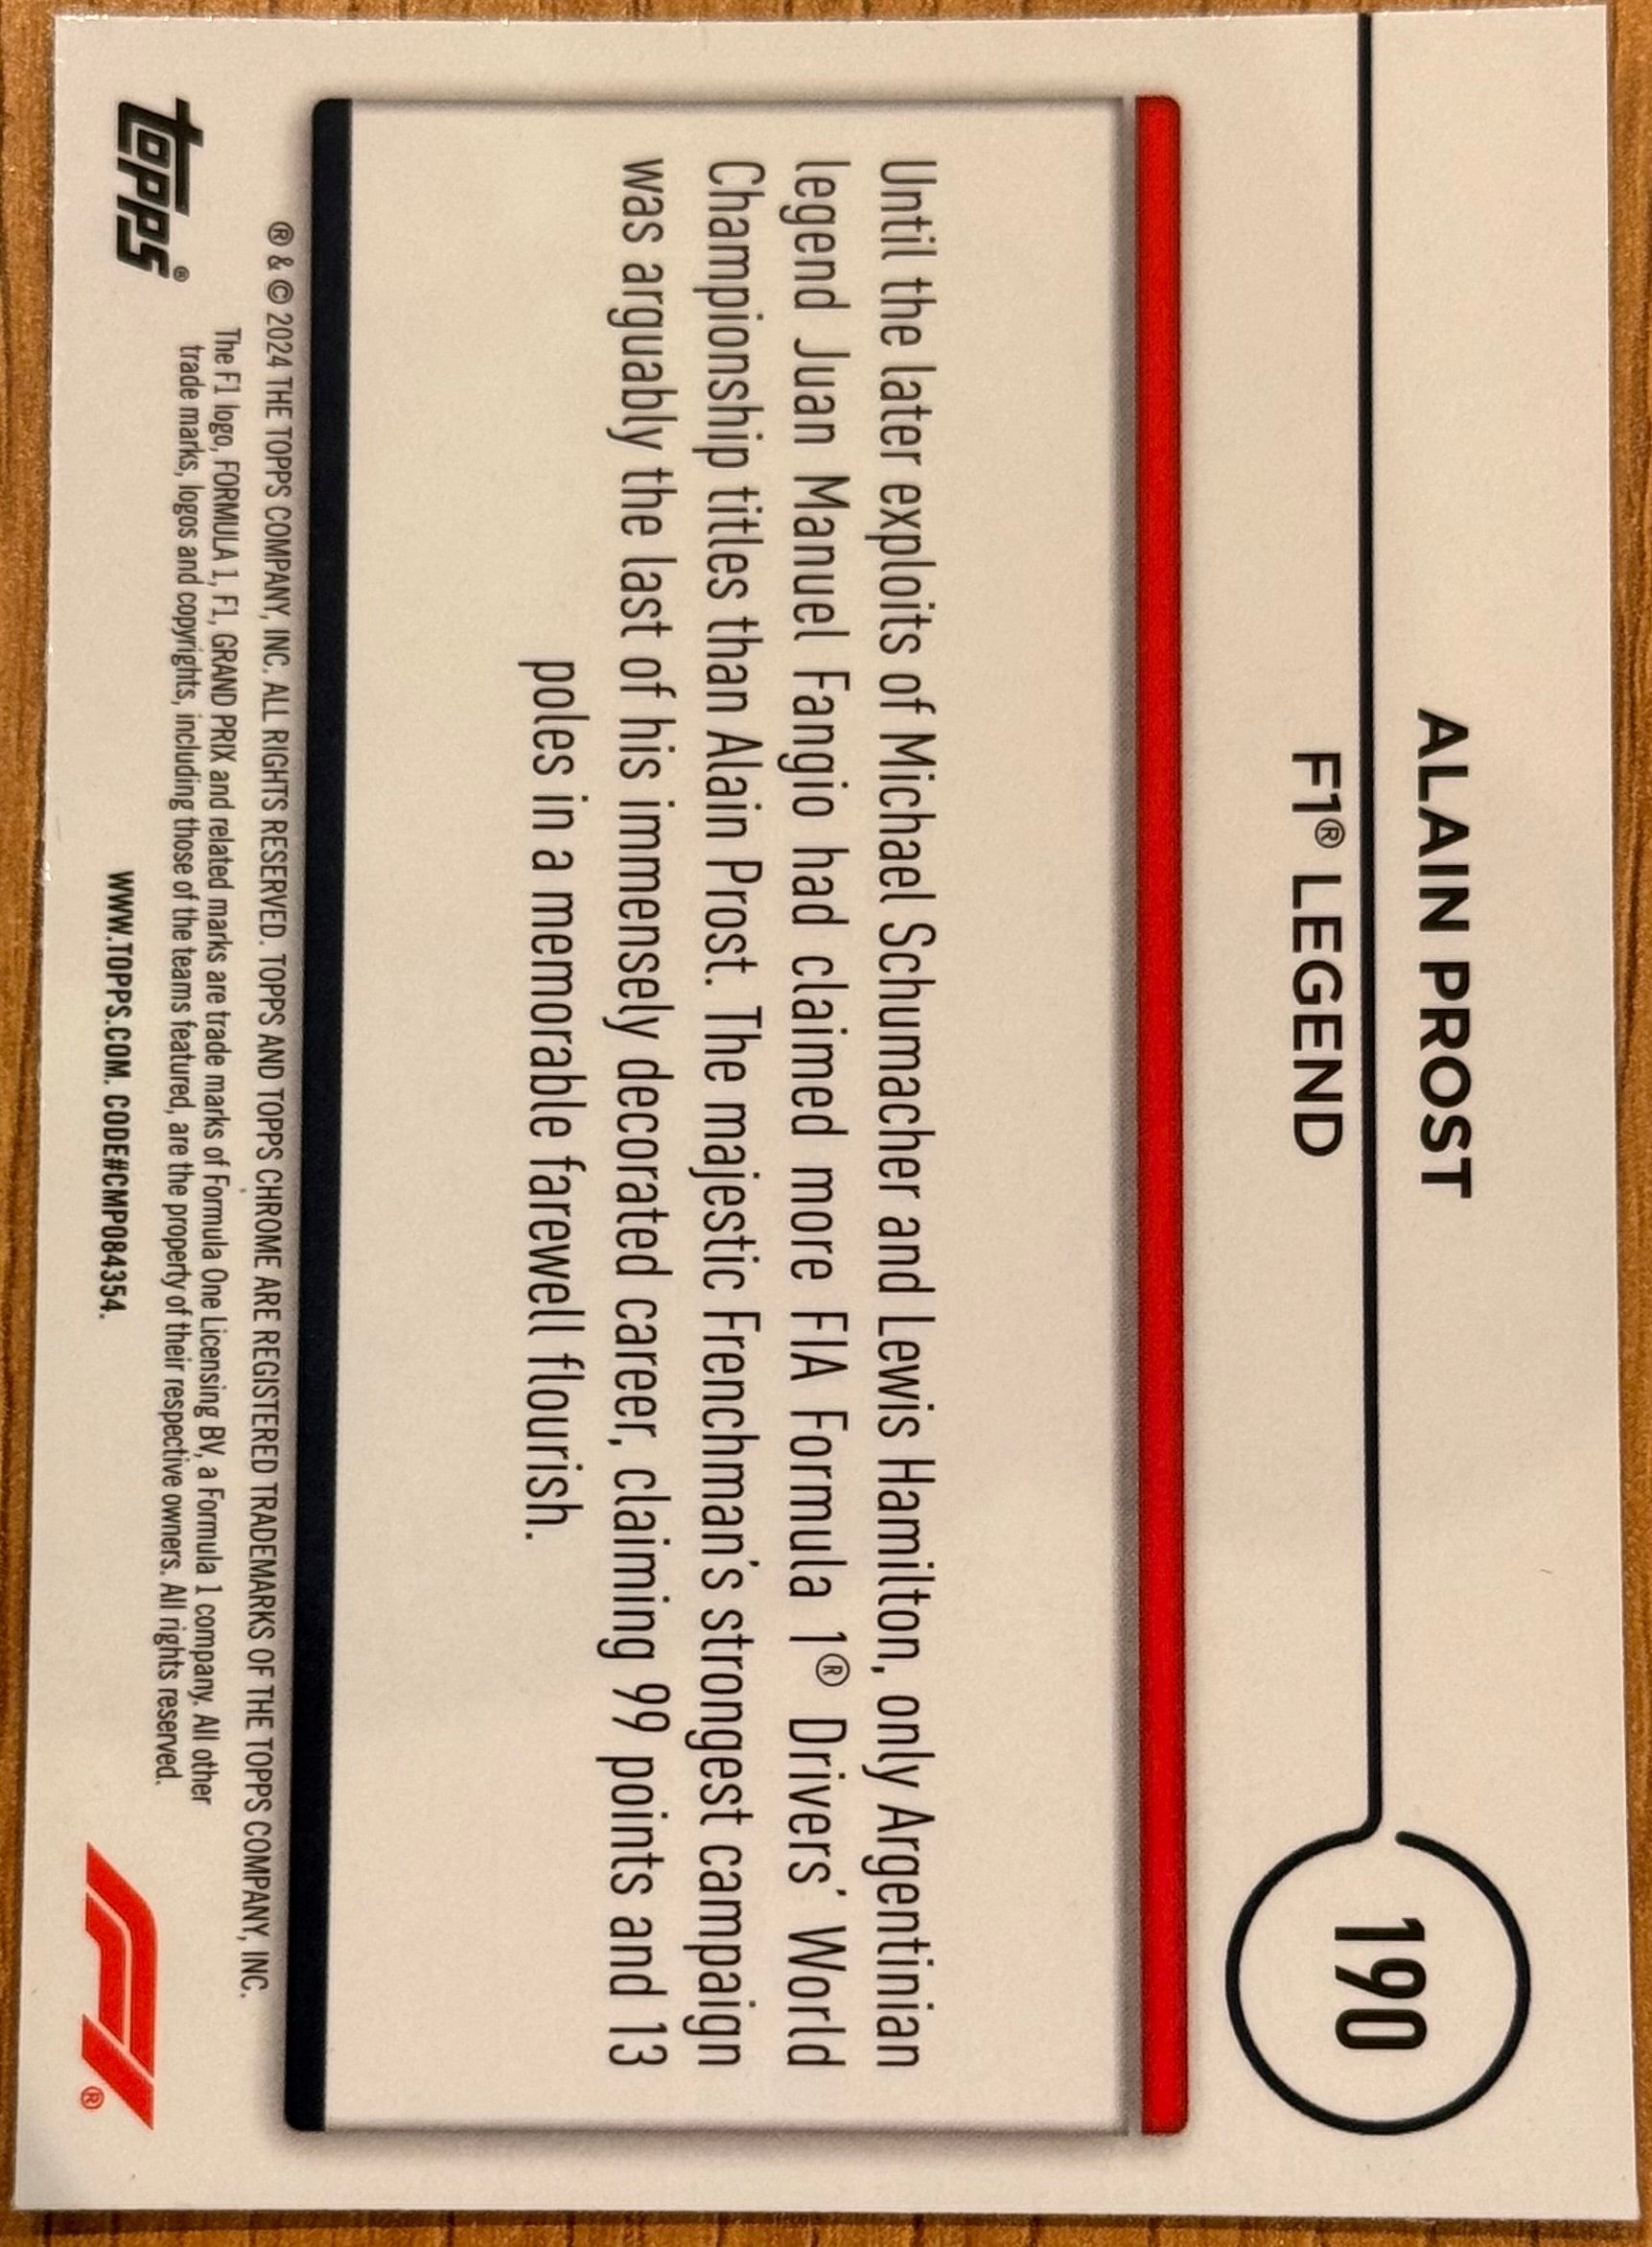 ALAIN PROST
F1® LEGEND
190
Until the later exploits of Michael Schumacher and Lewis Hamilton, only Argentinian
legend Juan Manuel Fangio had claimed more FIA Formula 1® Drivers' World
Championship titles than Alain Prost. The majestic Frenchman's strongest campaign
was arguably the last of his immensely decorated career, claiming 99 points and 13
poles in a memorable farewell flourish.
® & © 2024 THE TOPPS COMPANY, INC. ALL RIGHTS RESERVED. TOPPS AND TOPPS CHROME ARE REGISTERED TRADEMARKS OF THE TOPPS COMPANY, INC.
The F1 logo, FORMULA 1, F1, GRAND PRIX and related marks are trade marks of Formula One Licensing BV, a Formula 1 company. All other
trade marks, logos and copyrights, including those of the teams featured, are the property of their respective owners. All rights reserved.
topps®
WWW.TOPPS.COM. CODE#CMP084354.
F1®